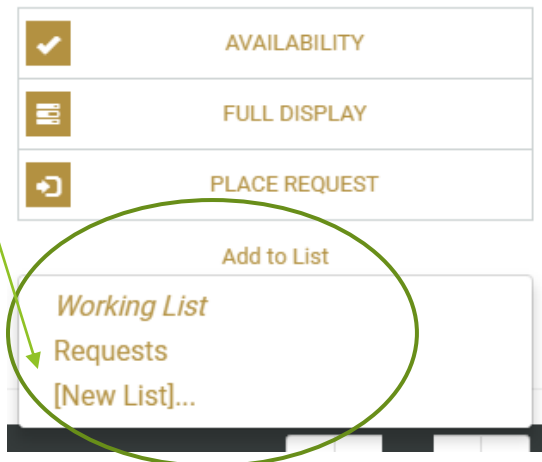 AVAILABILITY
FULL DISPLAY
PLACE REQUEST
Add to List
Working List
Requests
[New List]...